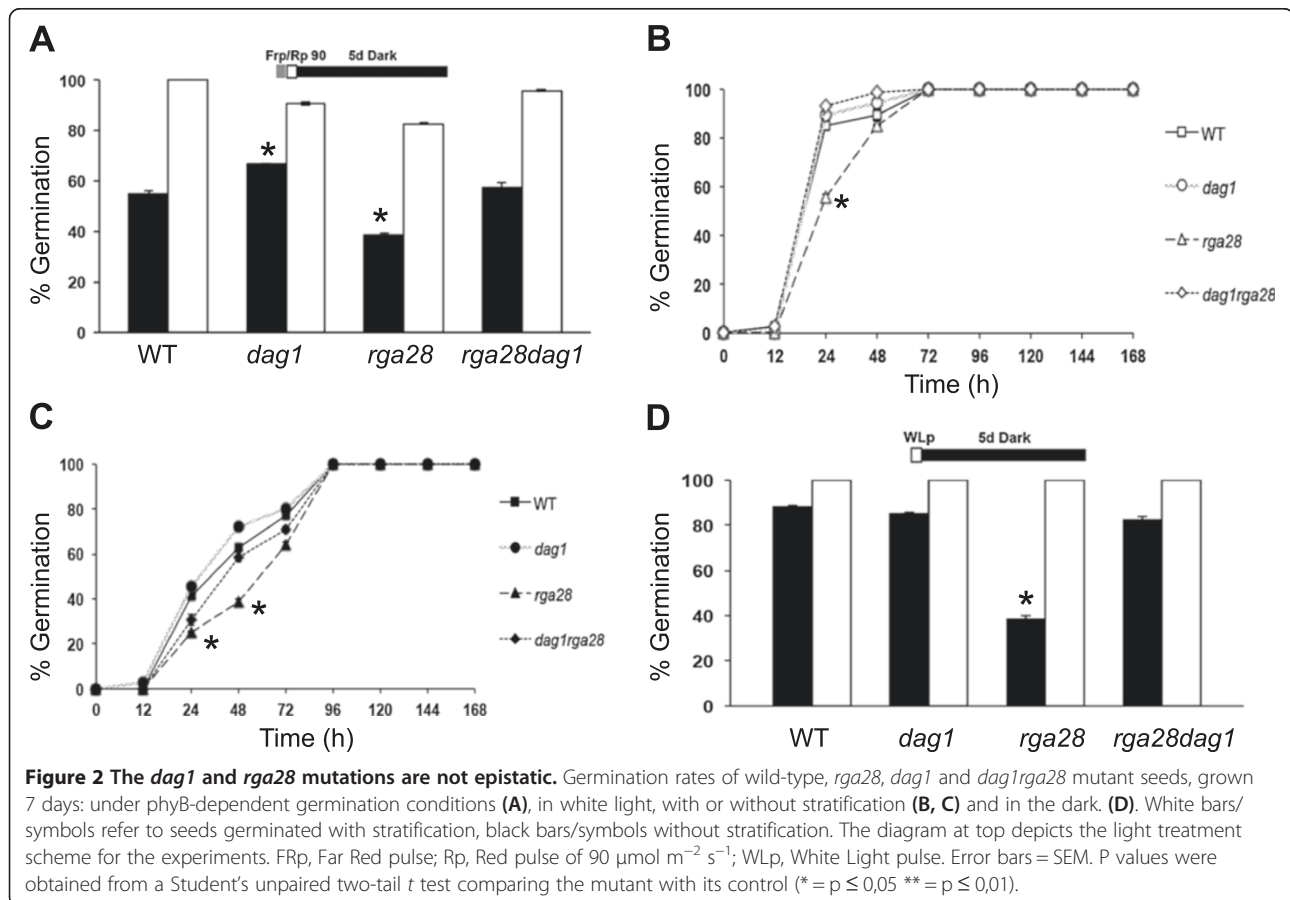 A
Frp/Rp 90 5d Dark
% Germination
100
80
60
40
20
0
*
*
WT dag1 rga28 rga28dag1
B
% Germination
100
80
60
40
20
0
*
0 12 24 48 72 96 120 144 168
Time (h)
WT
dag1
rga28
dag1rga28
C
% Germination
100
80
60
40
20
0
*
*
0 12 24 48 72 96 120 144 168
Time (h)
WT
dag1
rga28
dag1rga28
D
WLp 5d Dark
% Germination
100
80
60
40
20
0
*
WT dag1 rga28 rga28dag1
Figure 2 The dag1 and rga28 mutations are not epistatic. Germination rates of wild-type, rga28, dag1 and dag1rga28 mutant seeds, grown
7 days: under phyB-dependent germination conditions (A), in white light, with or without stratification (B, C) and in the dark. (D). White bars/
symbols refer to seeds germinated with stratification, black bars/symbols without stratification. The diagram at top depicts the light treatment
scheme for the experiments. FRp, Far Red pulse; Rp, Red pulse of 90 μmol m⁻² s⁻¹; WLp, White Light pulse. Error bars = SEM. P values were
obtained from a Student's unpaired two-tail t test comparing the mutant with its control (* = p ≤ 0,05 ** = p ≤ 0,01).